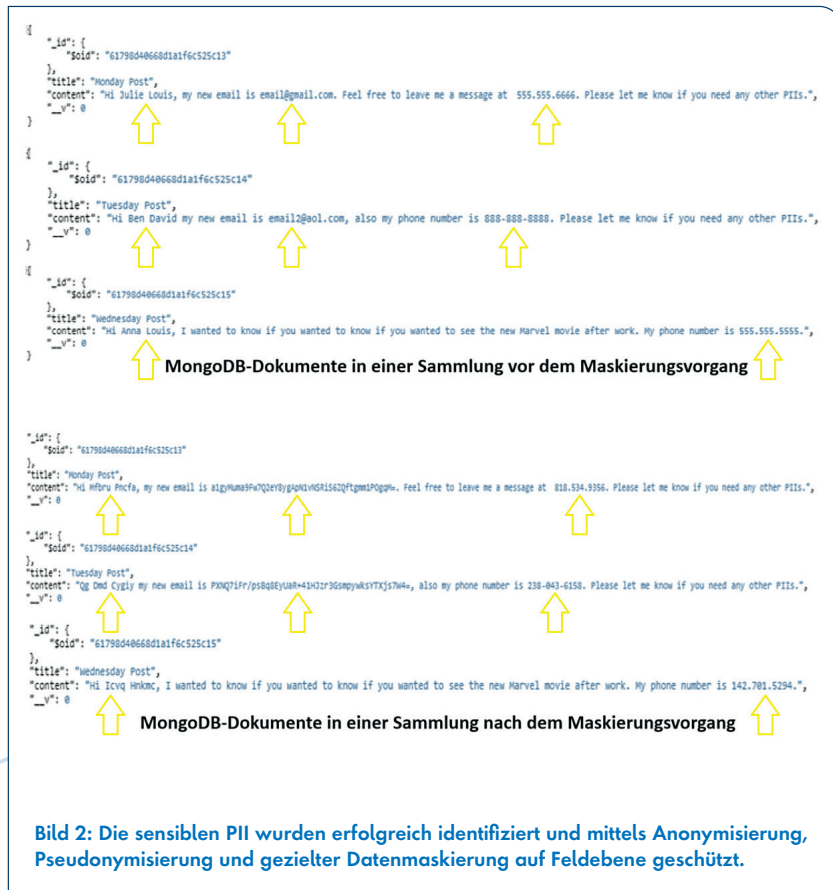 {
"_id": {
"$oid": "61798d40668d1a1f6c525c13"
},
"title": "Monday Post",
"content": "Hi Julie Louis, my new email is email@gmail.com. Feel free to leave me a message at  555.555.6666. Please let me know if you need any other PIIs.",
"__v": 0
}
{
"_id": {
"$oid": "61798d40668d1a1f6c525c14"
},
"title": "Tuesday Post",
"content": "Hi Ben David my new email is email2@aol.com, also my phone number is 888-888-8888. Please let me know if you need any other PIIs.",
"__v": 0
}
{
"_id": {
"$oid": "61798d40668d1a1f6c525c15"
},
"title": "Wednesday Post",
"content": "Hi Anna Louis, I wanted to know if you wanted to know if you wanted to see the new Marvel movie after work. My phone number is 555.555.5555.",
"__v": 0
}
MongoDB-Dokumente in einer Sammlung vor dem Maskierungsvorgang
"_id": {
"$oid": "61798d40668d1a1f6c525c13"
},
"title": "Monday Post",
"content": "Hi Mfbru Pncfa, my new email is Feel free to leave me a message at  818.534.9356. Please let me know if you need any other PIIs.",
"__v": 0
"_id": {
"$oid": "61798d40668d1a1f6c525c14"
},
"title": "Tuesday Post",
"content": "Qg Dmd Cygiy my new email is also my phone number is 238-043-6158. Please let me know if you need any other PIIs.",
"__v": 0
"_id": {
"$oid": "61798d40668d1a1f6c525c15"
},
"title": "Wednesday Post",
"content": "Hi Icvq Hnkmc, I wanted to know if you wanted to know if you wanted to see the new Marvel movie after work. My phone number is 142.701.5294.",
"__v": 0
MongoDB-Dokumente in einer Sammlung nach dem Maskierungsvorgang
Bild 2: Die sensiblen PII wurden erfolgreich identifiziert und mittels Anonymisierung,
Pseudonymisierung und gezielter Datenmaskierung auf Feldebene geschützt.